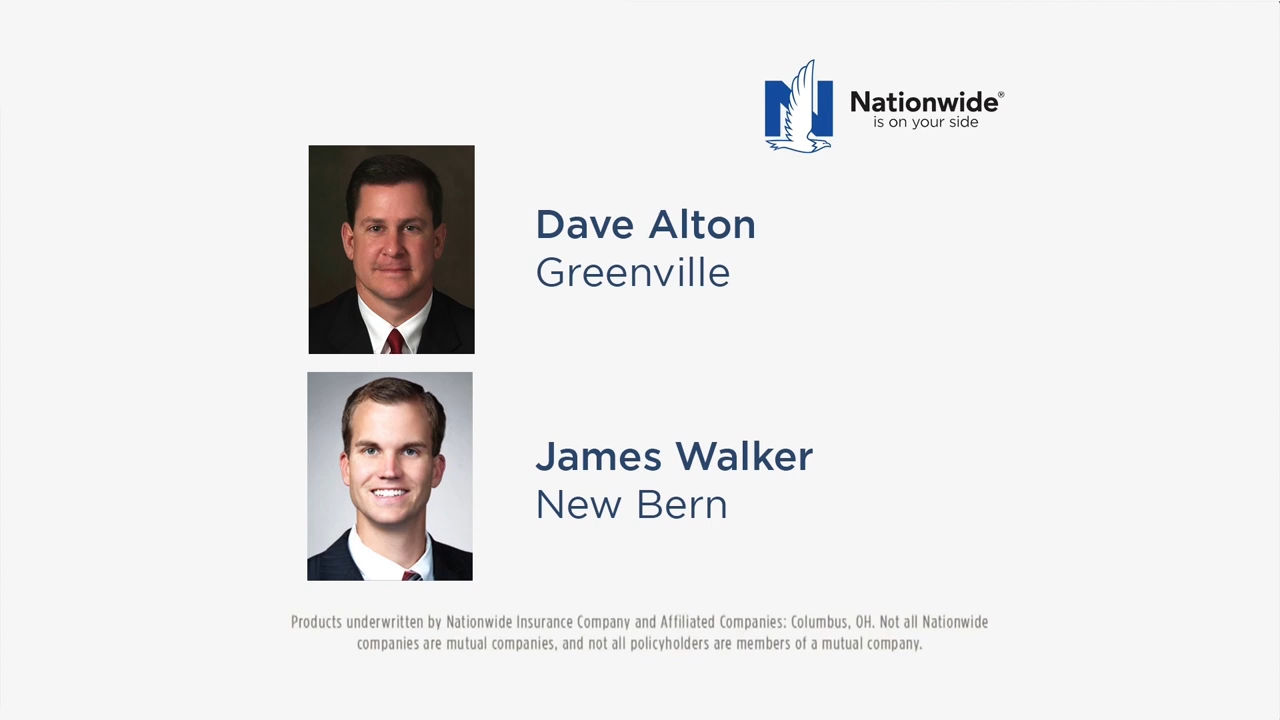 Nationwide®
is on your side
Dave Alton
Greenville
James Walker
New Bern
Products underwritten by Nationwide Insurance Company and Affiliated Companies: Columbus, OH. Not all Nationwide
companies are mutual companies, and not all policyholders are members of a mutual company.